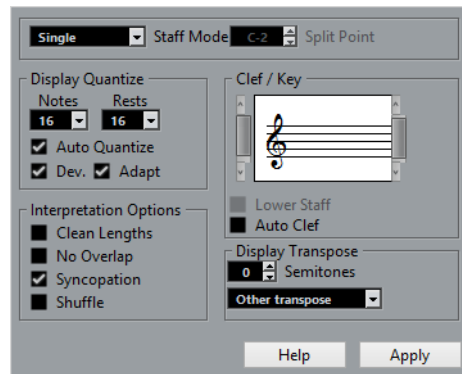 Single Staff Mode C-2 Split Point
Display Quantize
Notes Rests
16 16
Auto Quantize
Dev. Adapt
Interpretation Options
Clean Lengths
No Overlap
Syncopation
Shuffle
Clef / Key
Lower Staff
Auto Clef
Display Transpose
0 Semitones
Other transpose
Help Apply